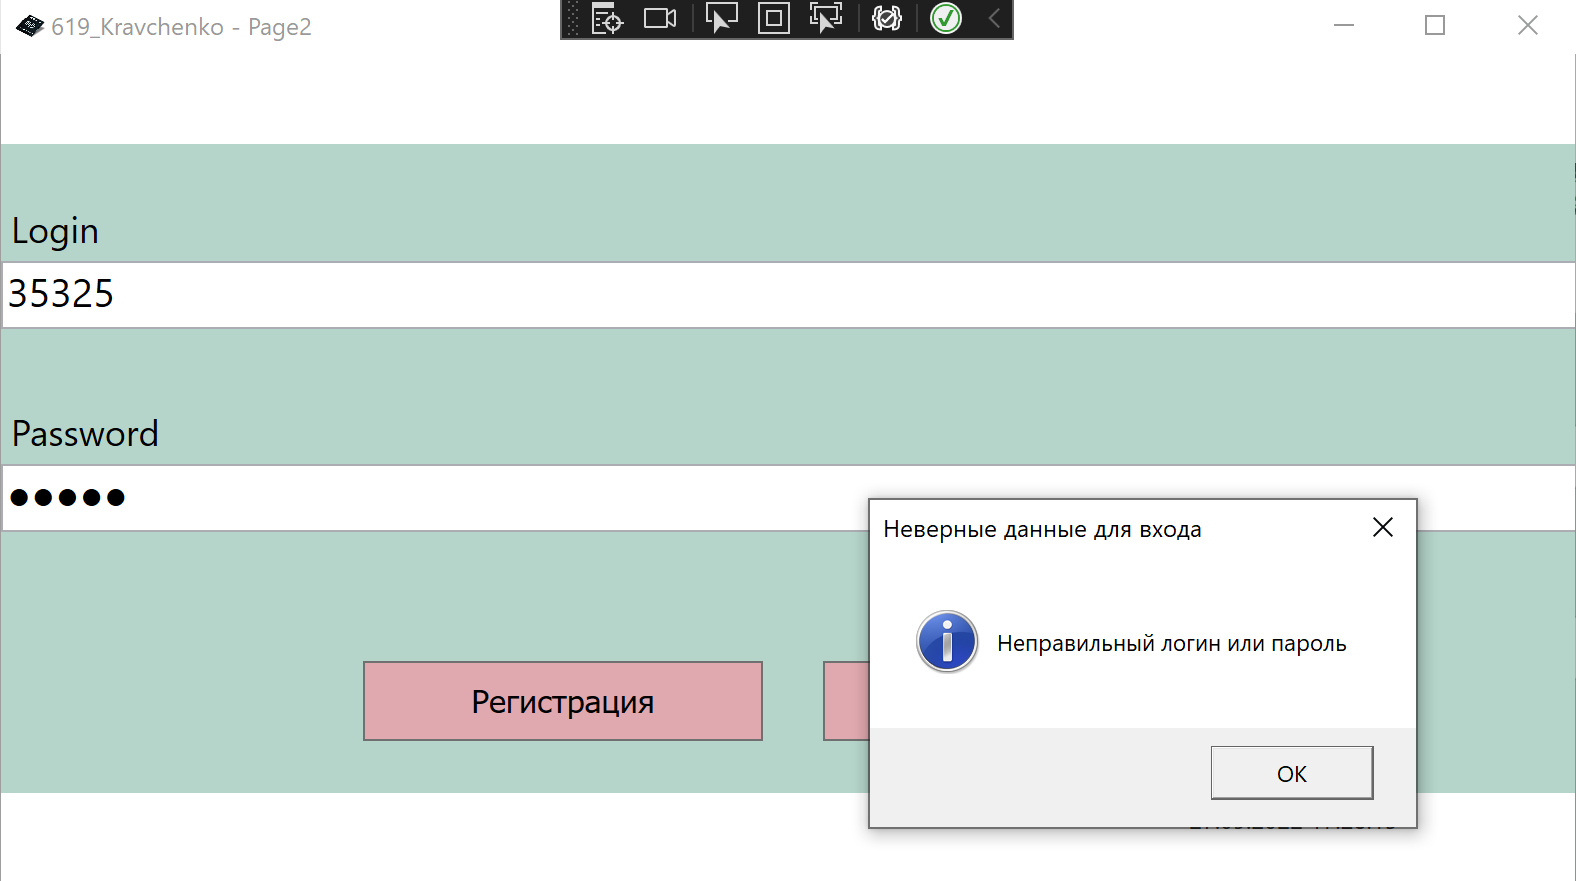 619_Kravchenko - Page2
Login
35325
Password
Неверные данные для входа
Неправильный логин или пароль
Регистрация
OK